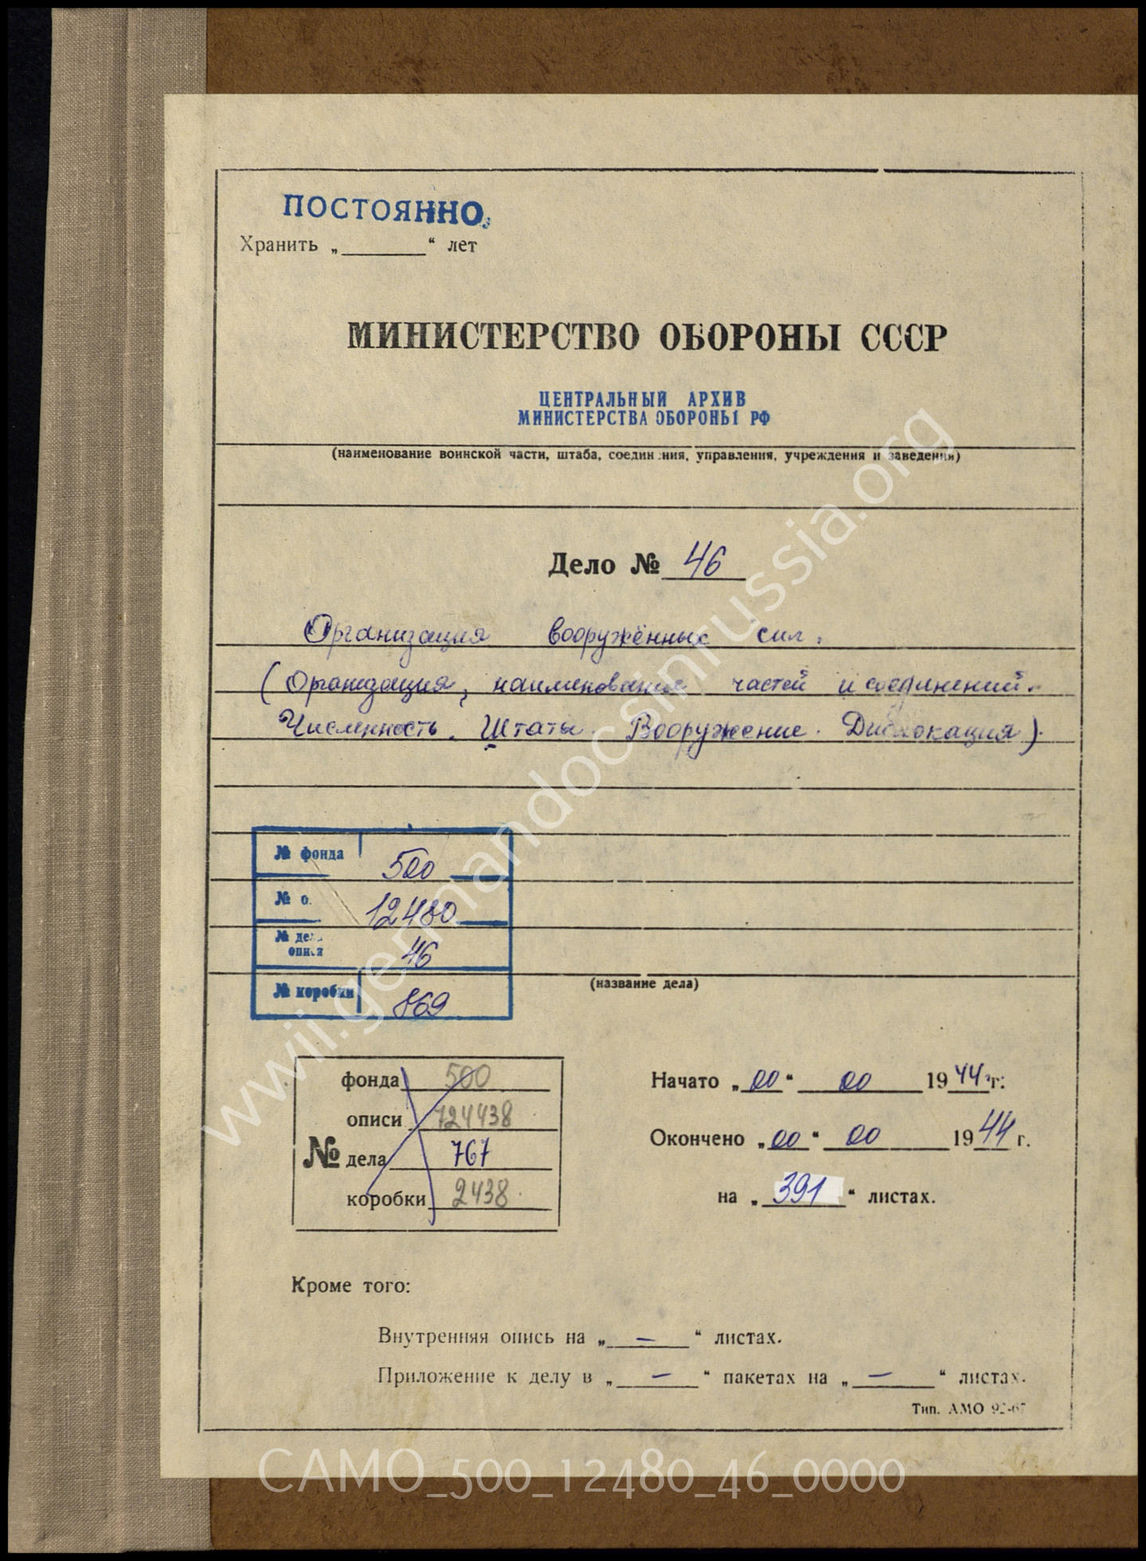 ПОСТОЯННО
Хранить „ “ лет
МИНИСТЕРСТВО ОБОРОНЫ СССР
ЦЕНТРАЛЬНЫЙ АРХИВ
МИНИСТЕРСТВА ОБОРОНЫ РФ
(наименование воинской части, штаба, соединения, управления, учреждения и заведения)
Дело № 46
Организация вооружённых сил.
(Организация, наименование частей и соединений.
Численность. Штаты. Вооружение. Дислокация).
№ фонда 500
№ о. 12480
№ дела
описи 46
№ коробки 869
(название дела)
фонда 500
описи 124438
№ дела 767
коробки 2438
Начато „00“ 00 1944 г.
Окончено „00“ 00 1944 г.
на „391“ листах.
Кроме того:
Внутренняя опись на „—“ листах.
Приложение к делу в „—“ пакетах на „—“ листах.
Тип. АМО
wwii.germandocsinrussia.org
CAMO_500_12480_46_0000